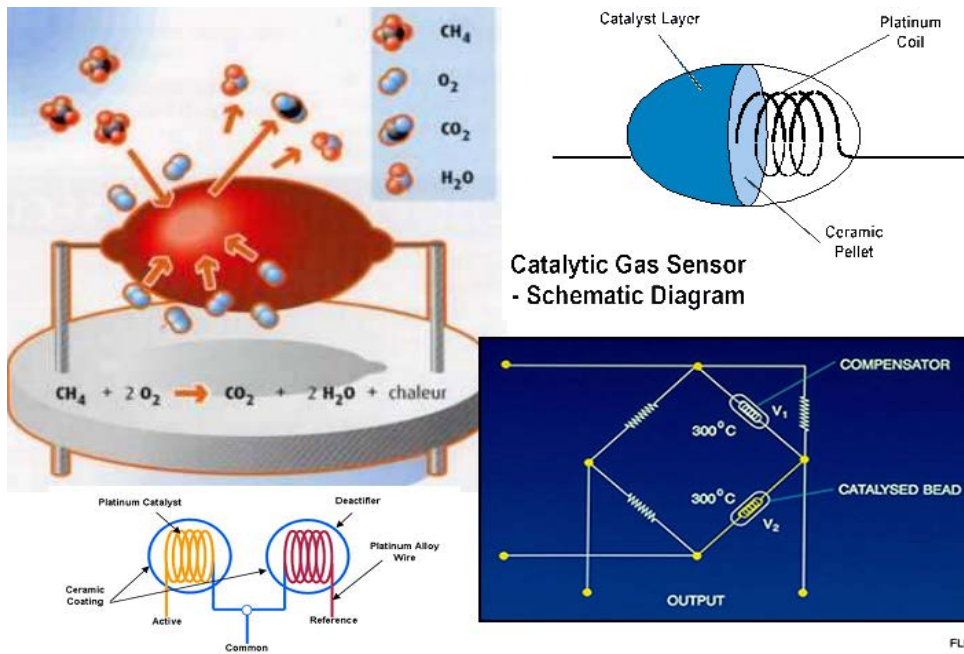 CH4
O2
CO2
H2O
CH4 + 2 O2 → CO2 + 2 H2O + chaleur
Catalyst Layer
Platinum
Coil
Ceramic
Pellet
Catalytic Gas Sensor
- Schematic Diagram
Platinum Catalyst
Deactifier
Platinum Alloy
Wire
Ceramic
Coating
Active
Reference
Common
COMPENSATOR
V1
300°C
300°C
CATALYSED BEAD
V2
OUTPUT
FLI